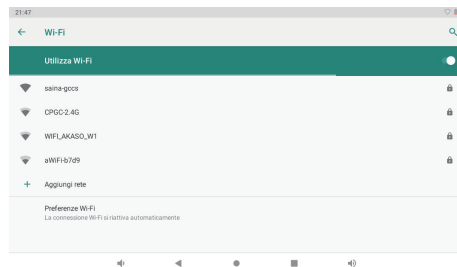 21:47
Wi-Fi
Utilizza Wi-Fi
saina-gccs
CPGC-2.4G
WIFI_AKASO_W1
aWiFi-b7d9
Aggiungi rete
Preferenze Wi-Fi
La connessione Wi-Fi si riattiva automaticamente